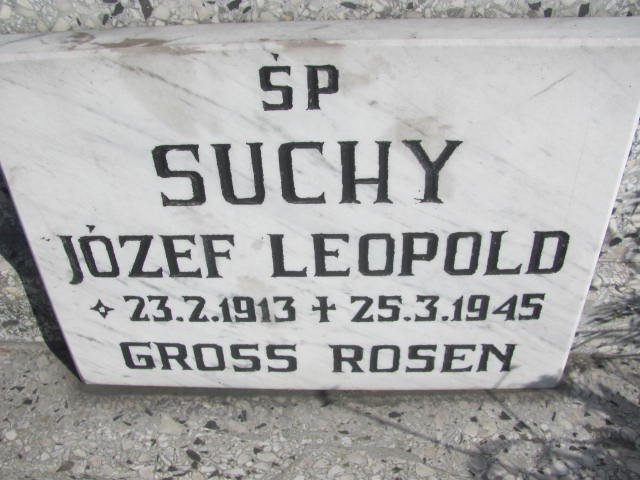 ŚP
SUCHY
JÓZEF LEOPOLD
23.2.1913 + 25.3.1945
GROSS ROSEN